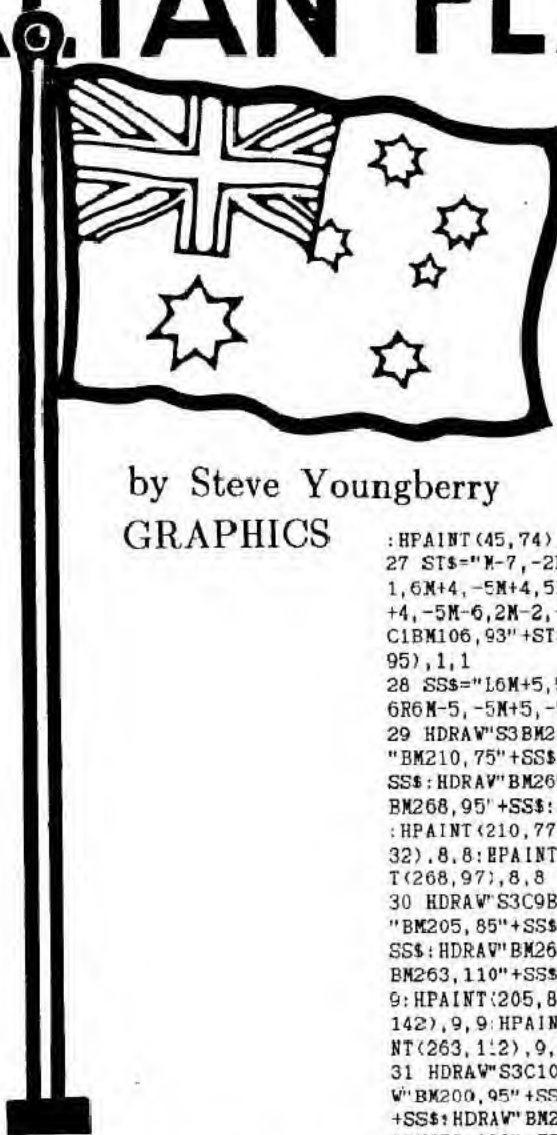 by Steve Youngberry
GRAPHICS
:HPAINT(45,74)
27 ST$="M-7,-2
1,6M+4,-5M+4,5
+4,-5M-6,2M-2,-
C1BM106,93"+ST
95),1,1
28 SS$="L6M+5,
6R6M-5,-5M+5,-
29 HDRAW"S3BM2
"BM210,75"+SS$
SS$:HDRAW"BM26
BM268,95"+SS$:
:HPAINT(210,77
32),8,8:HPAINT
T(268,97),8,8
30 HDRAW"S3C9B
"BM205,85"+SS$
SS$:HDRAW"BM26
BM263,110"+SS$
9:HPAINT(205,8
142),9,9:HPAIN
NT(263,112),9,
31 HDRAW"S3C10
W"BM200,95"+SS
+SS$:HDRAW"BM2